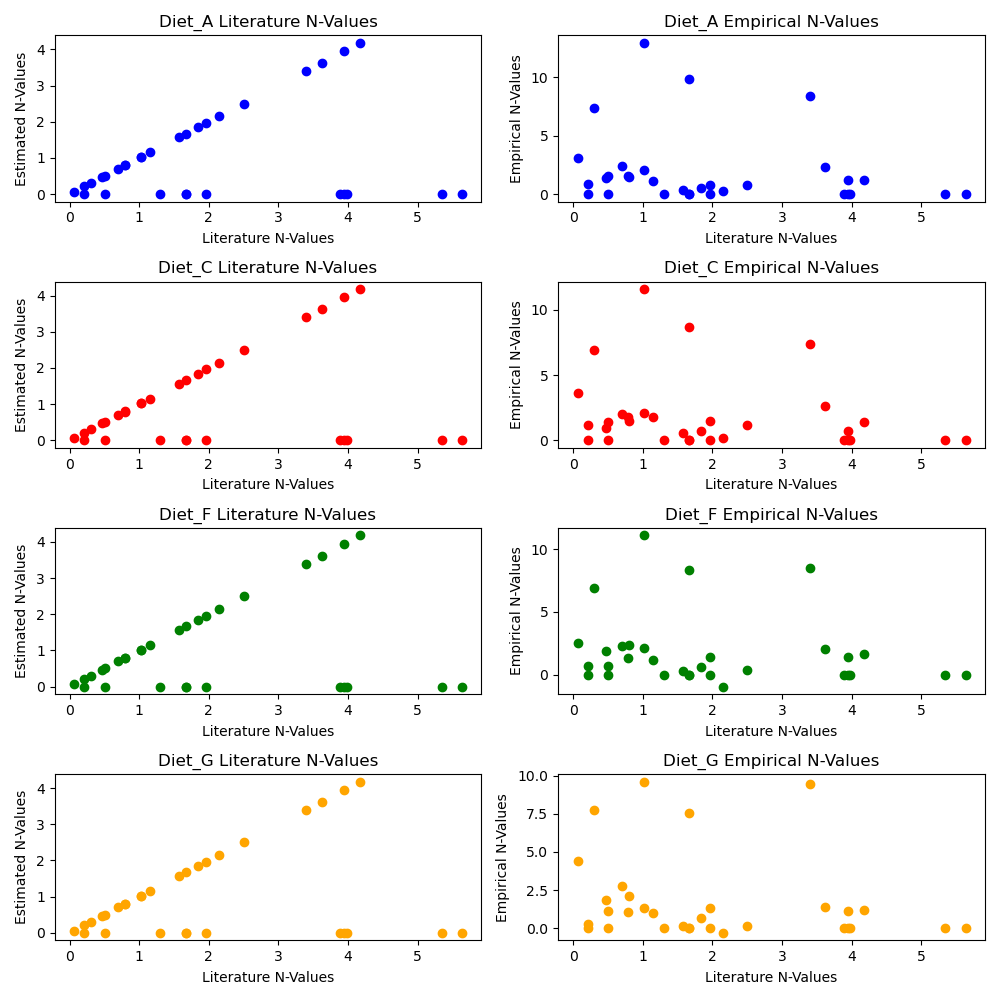 Diet_A Literature N-Values
Estimated N-Values
4
3
2
1
0
0 1 2 3 4 5
Literature N-Values
Diet_A Empirical N-Values
Empirical N-Values
10
5
0
0 1 2 3 4 5
Literature N-Values
Diet_C Literature N-Values
Estimated N-Values
4
3
2
1
0
0 1 2 3 4 5
Literature N-Values
Diet_C Empirical N-Values
Empirical N-Values
10
5
0
0 1 2 3 4 5
Literature N-Values
Diet_F Literature N-Values
Estimated N-Values
4
3
2
1
0
0 1 2 3 4 5
Literature N-Values
Diet_F Empirical N-Values
Empirical N-Values
10
5
0
0 1 2 3 4 5
Literature N-Values
Diet_G Literature N-Values
Estimated N-Values
4
3
2
1
0
0 1 2 3 4 5
Literature N-Values
Diet_G Empirical N-Values
Empirical N-Values
10.0
7.5
5.0
2.5
0.0
0 1 2 3 4 5
Literature N-Values